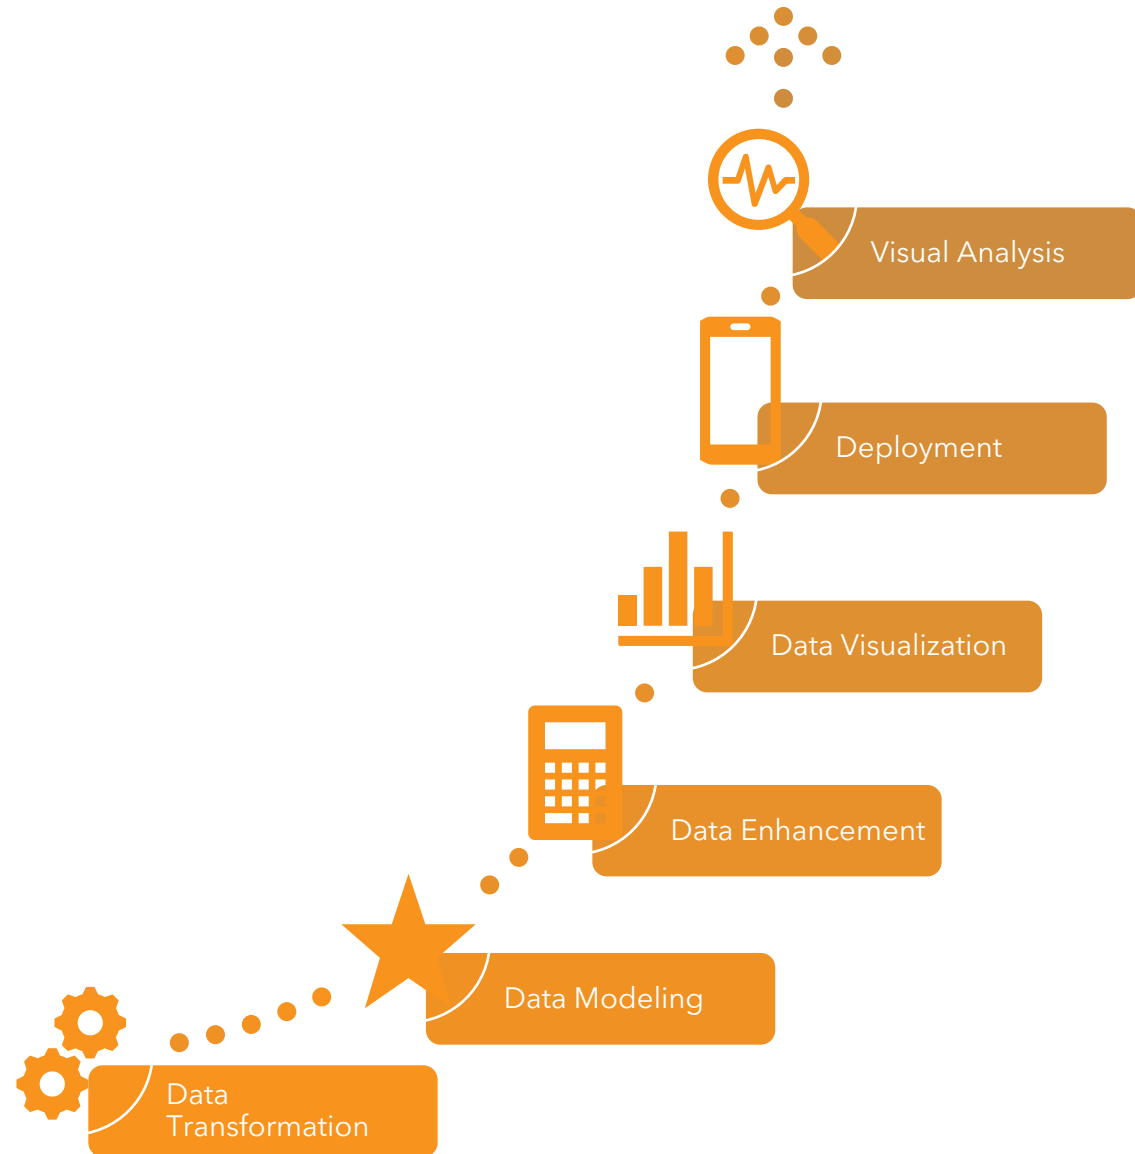 Visual Analysis
Deployment
Data Visualization
Data Enhancement
Data Modeling
Data
Transformation